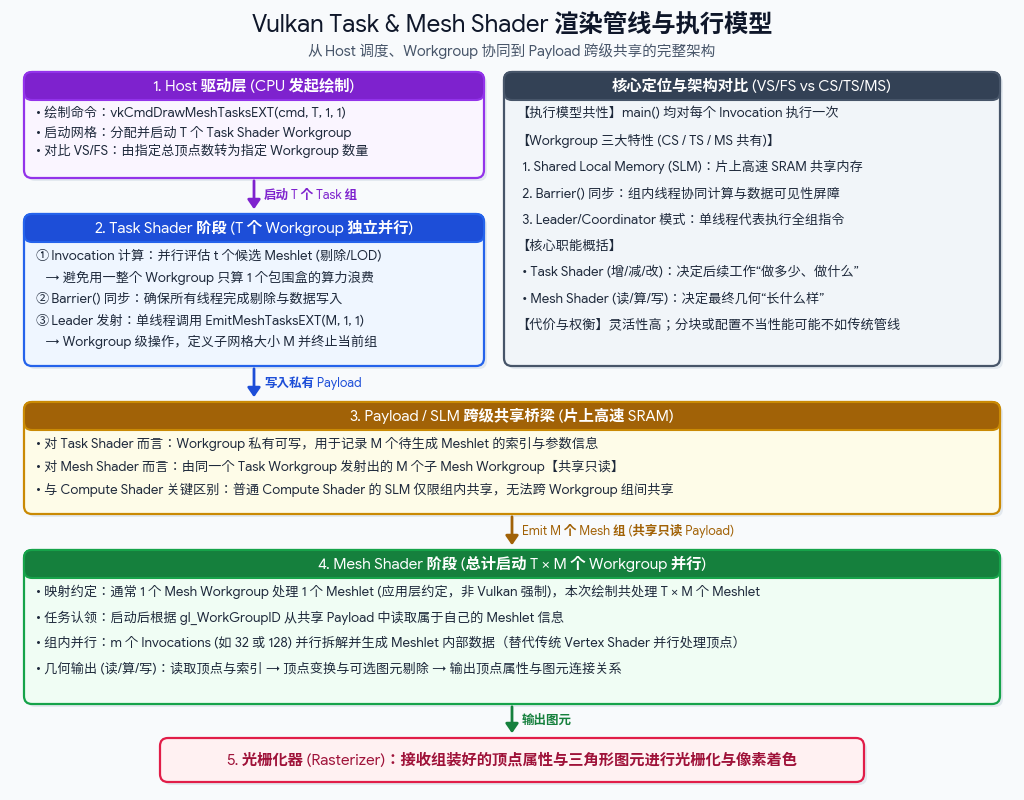 Vulkan Task & Mesh Shader 渲染管线与执行模型
从 Host 调度、Workgroup 协同到 Payload 跨级共享的完整架构
1. Host 驱动层 (CPU 发起绘制)
• 绘制命令：vkCmdDrawMeshTasksEXT(cmd, T, 1, 1)
• 启动网格：分配并启动 T 个 Task Shader Workgroup
• 对比 VS/FS：由指定总顶点数转为指定 Workgroup 数量
启动 T 个 Task 组
2. Task Shader 阶段 (T 个 Workgroup 独立并行)
① Invocation 计算：并行评估 t 个候选 Meshlet (剔除/LOD)
→ 避免用一整个 Workgroup 只算 1 个包围盒的算力浪费
② Barrier() 同步：确保所有线程完成剔除与数据写入
③ Leader 发射：单线程调用 EmitMeshTasksEXT(M, 1, 1)
→ Workgroup 级操作，定义子网格大小 M 并终止当前组
写入私有 Payload
核心定位与架构对比 (VS/FS vs CS/TS/MS)
【执行模型共性】main() 均对每个 Invocation 执行一次
【Workgroup 三大特性 (CS / TS / MS 共有)】
1. Shared Local Memory (SLM)：片上高速 SRAM 共享内存
2. Barrier() 同步：组内线程协同计算与数据可见性屏障
3. Leader/Coordinator 模式：单线程代表执行全组指令
【核心职能概括】
• Task Shader (增/减/改)：决定后续工作“做多少、做什么”
• Mesh Shader (读/算/写)：决定最终几何“长什么样”
【代价与权衡】灵活性高；分块或配置不当性能可能不如传统管线
3. Payload / SLM 跨级共享桥梁 (片上高速 SRAM)
• 对 Task Shader 而言：Workgroup 私有可写，用于记录 M 个待生成 Meshlet 的索引与参数信息
• 对 Mesh Shader 而言：由同一个 Task Workgroup 发射出的 M 个子 Mesh Workgroup【共享只读】
• 与 Compute Shader 关键区别：普通 Compute Shader 的 SLM 仅限组内共享，无法跨 Workgroup 组间共享
Emit M 个 Mesh 组 (共享只读 Payload)
4. Mesh Shader 阶段 (总计启动 T × M 个 Workgroup 并行)
• 映射约定：通常 1 个 Mesh Workgroup 处理 1 个 Meshlet (应用层约定，非 Vulkan 强制)，本次绘制共处理 T × M 个 Meshlet
• 任务认领：启动后根据 gl_WorkGroupID 从共享 Payload 中读取属于自己的 Meshlet 信息
• 组内并行：m 个 Invocations (如 32 或 128) 并行拆解并生成 Meshlet 内部数据（替代传统 Vertex Shader 并行处理顶点）
• 几何输出 (读/算/写)：读取顶点与索引 → 顶点变换与可选图元剔除 → 输出顶点属性与图元连接关系
输出图元
5. 光栅化器 (Rasterizer)：接收组装好的顶点属性与三角形图元进行光栅化与像素着色